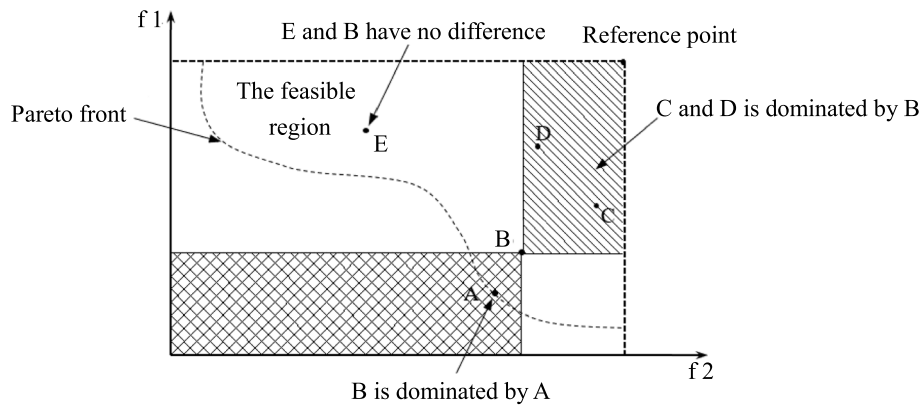 f 1
E and B have no difference
Reference point
The feasible
region
Pareto front
E
D
C and D is dominated by B
C
B
A
f 2
B is dominated by A